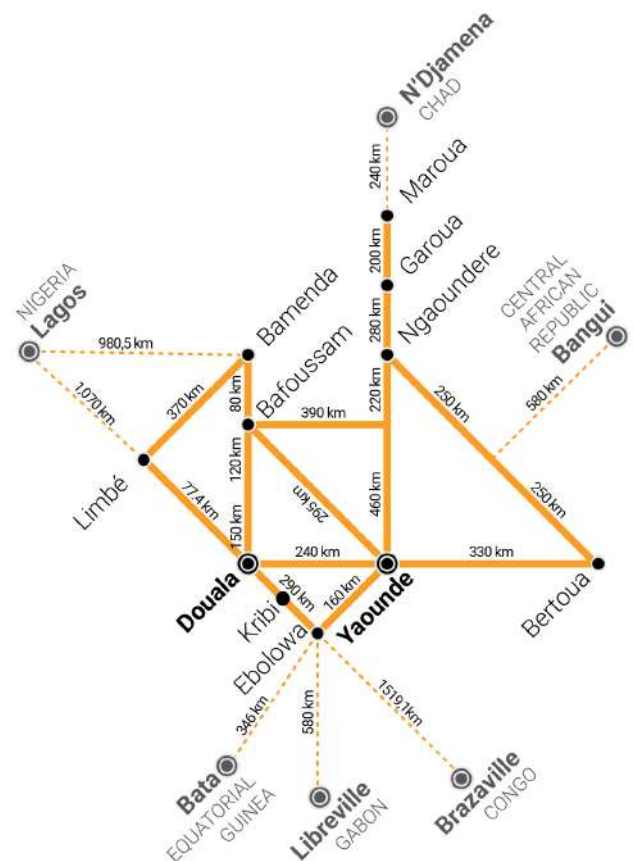 N'Djamena
CHAD
240 km
Maroua
200 km
Garoua
280 km
Ngaoundere
NIGERIA
Lagos
980,5 km
Bamenda
CENTRAL
AFRICAN
REPUBLIC
Bangui
580 km
1.070 km
370 km
80 km
Bafoussam
390 km
220 km
250 km
Limbé
77.4 km
120 km
295 km
460 km
250 km
150 km
240 km
330 km
Douala
290 km
Kribi
160 km
Yaounde
Bertoua
Ebolowa
346 km
580 km
1519,1km
Bata
EQUATORIAL
GUINEA
Libreville
GABON
Brazaville
CONGO